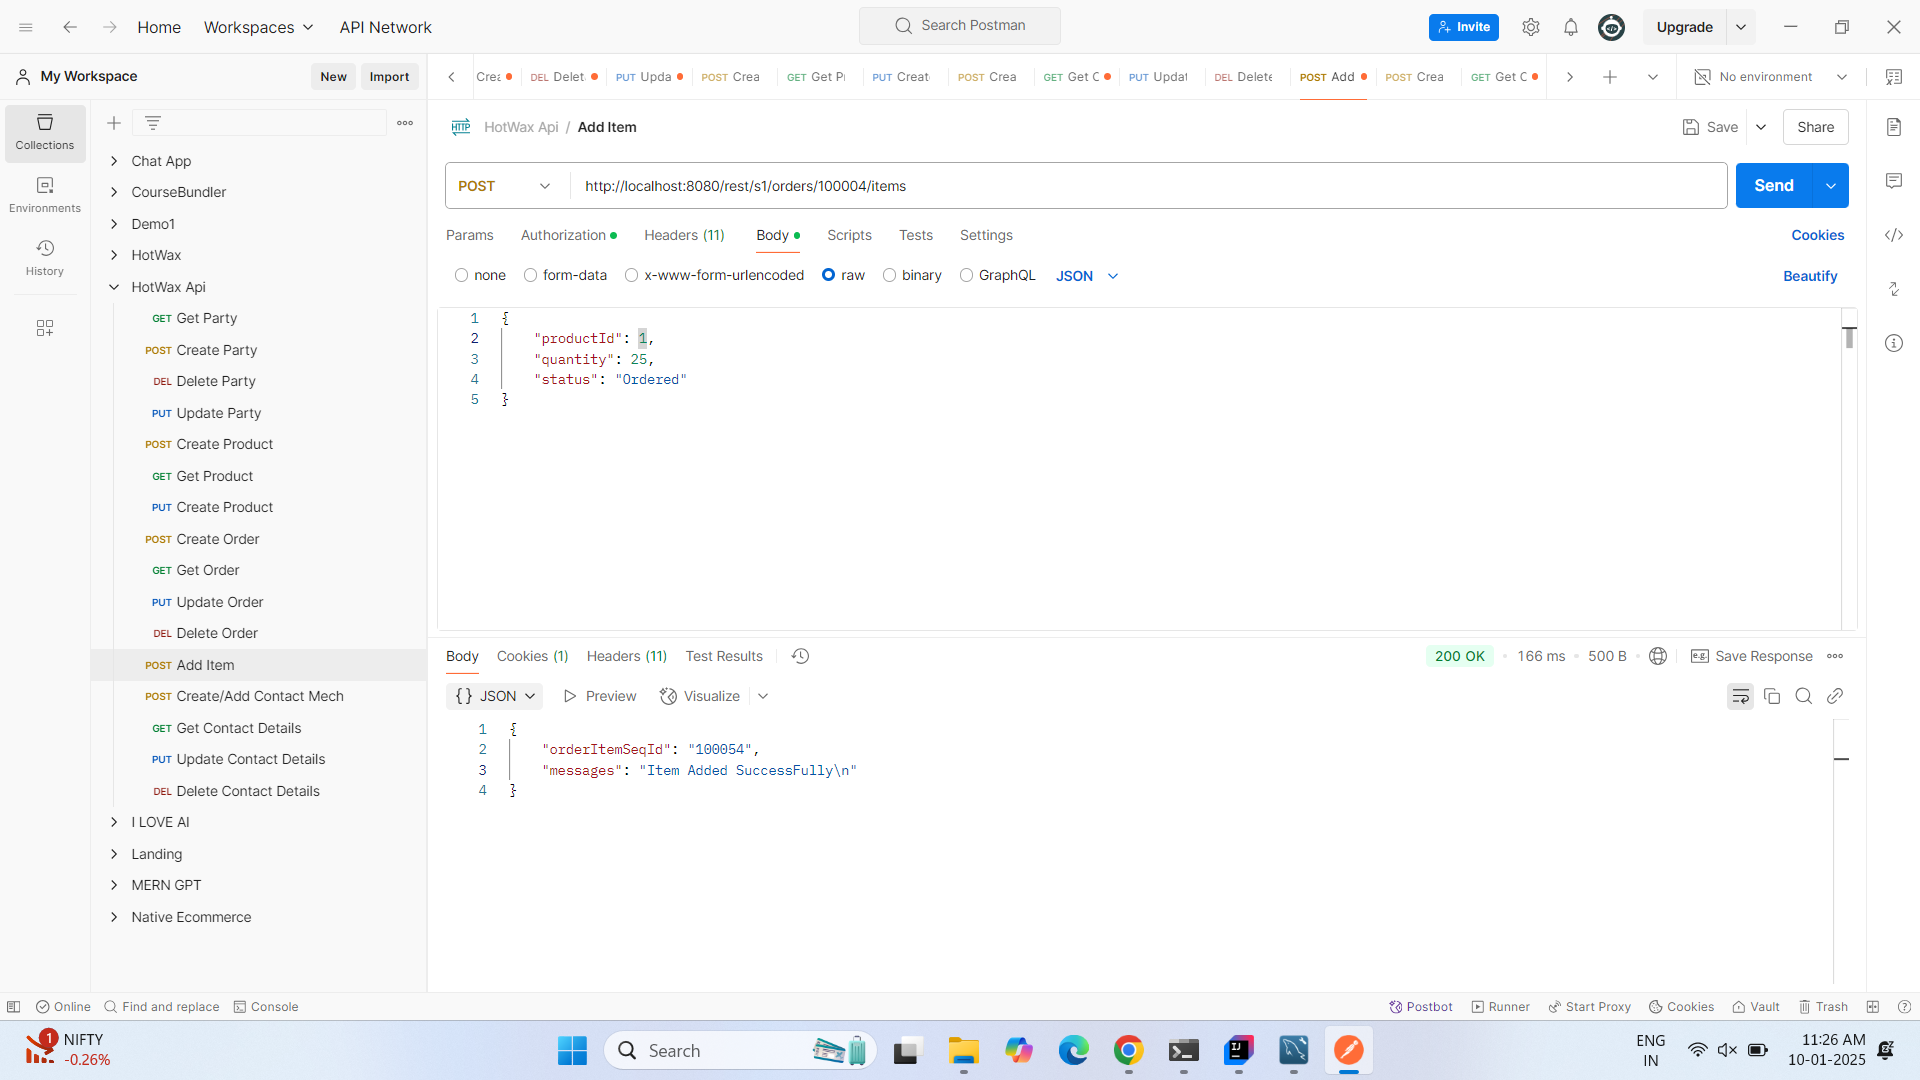 Home
Workspaces
API Network
Search Postman
Invite
Upgrade
My Workspace
New
Import
Crea
DEL Delet
PUT Upda
POST Crea
GET Get P
PUT Creat
POST Crea
GET Get C
PUT Updat
DEL Delete
POST Add
POST Crea
GET Get C
No environment
Collections
Environments
History
Chat App
CourseBundler
Demo1
HotWax
HotWax Api
GET Get Party
POST Create Party
DEL Delete Party
PUT Update Party
POST Create Product
GET Get Product
PUT Create Product
POST Create Order
GET Get Order
PUT Update Order
DEL Delete Order
POST Add Item
POST Create/Add Contact Mech
GET Get Contact Details
PUT Update Contact Details
DEL Delete Contact Details
I LOVE AI
Landing
MERN GPT
Native Ecommerce
HTTP HotWax Api / Add Item
Save
Share
POST
http://localhost:8080/rest/s1/orders/100004/items
Send
Params
Authorization
Headers (11)
Body
Scripts
Tests
Settings
Cookies
none
form-data
x-www-form-urlencoded
raw
binary
GraphQL
JSON
Beautify
1 {
2 "productId": 1,
3 "quantity": 25,
4 "status": "Ordered"
5 }
Body
Cookies (1)
Headers (11)
Test Results
200 OK
166 ms
500 B
e.g. Save Response
{} JSON
Preview
Visualize
1 {
2 "orderItemSeqId": "100054",
3 "messages": "Item Added SuccessFully\n"
4 }
Online
Find and replace
Console
Postbot
Runner
Start Proxy
Cookies
Vault
Trash
1
NIFTY
-0.26%
Search
IJ
ENG
IN
11:26 AM
10-01-2025